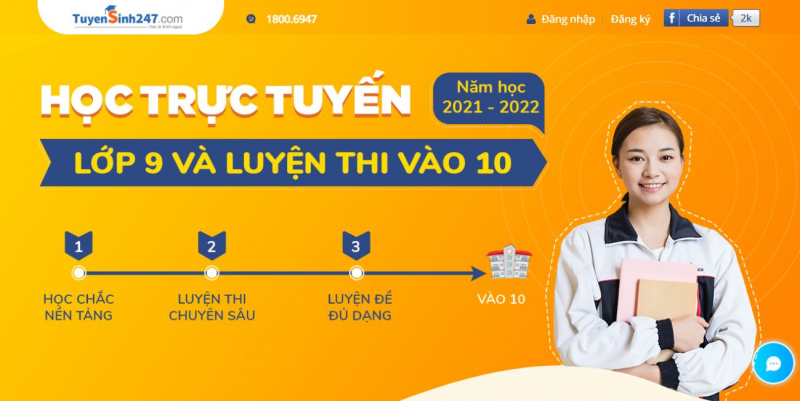 TuyenSinh247.com
1800.6947
Đăng nhập
Đăng ký
f Chia sẻ
2k
HỌC TRỰC TUYẾN
Năm học
2021 - 2022
LỚP 9 VÀ LUYỆN THI VÀO 10
1
2
3
HỌC CHẮC
NỀN TẢNG
LUYỆN THI
CHUYÊN SÂU
LUYỆN ĐỀ
ĐỦ DẠNG
VÀO 10